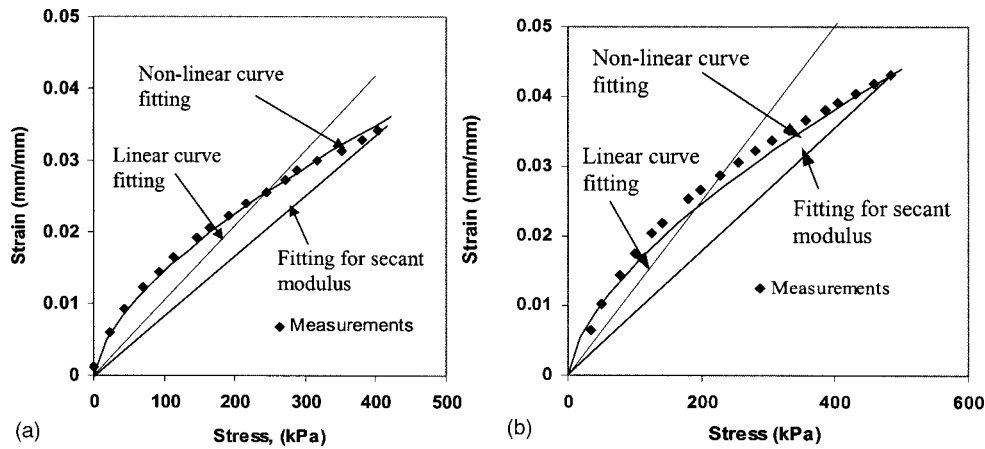 0.05
0.04
0.03
0.02
0.01
0
Strain (mm/mm)
Non-linear curve
fitting
Linear curve
fitting
Fitting for secant
modulus
Measurements
0 100 200 300 400 500
(a)
Stress, (kPa)
0.05
0.04
0.03
0.02
0.01
0
Strain (mm/mm)
Non-linear curve
fitting
Linear curve
fitting
Fitting for secant
modulus
Measurements
0 200 400 600
(b)
Stress (kPa)